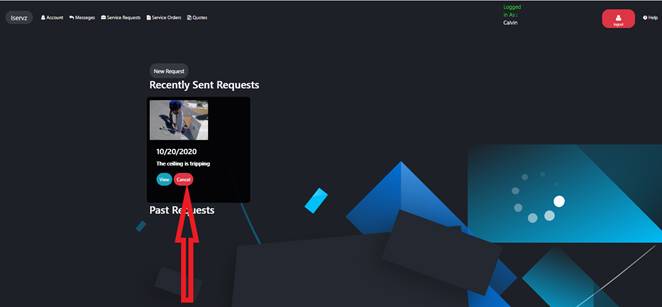 Iservz
Account Messages Service Requests Service Orders Quotes
Logged in As :
Calvin
logout
Help
New Request
Recently Sent Requests
10/20/2020
The ceiling is tripping
View Cancel
Past Requests